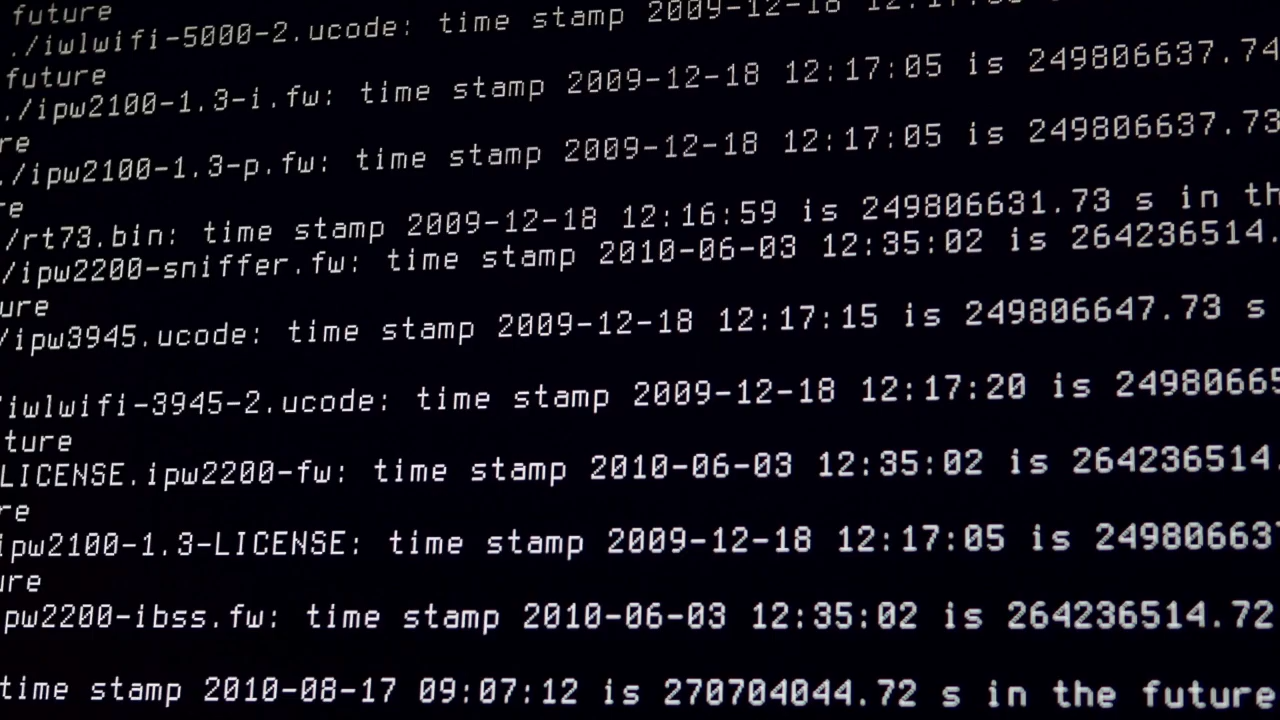 future
./iwlwifi-5000-2.ucode: time stamp 2009-12-18
future
./ipw2100-1.3-i.fw: time stamp 2009-12-18 12:17:05 is 249806637.74
re
./ipw2100-1.3-p.fw: time stamp 2009-12-18 12:17:05 is 249806637.73
re
/rt73.bin: time stamp 2009-12-18 12:16:59 is 249806631.73 s in th
/ipw2200-sniffer.fw: time stamp 2010-06-03 12:35:02 is 264236514.
ure
/ipw3945.ucode: time stamp 2009-12-18 12:17:15 is 249806647.73 s
/iwlwifi-3945-2.ucode: time stamp 2009-12-18 12:17:20 is 24980665
ture
LICENSE.ipw2200-fw: time stamp 2010-06-03 12:35:02 is 264236514.
re
ipw2100-1.3-LICENSE: time stamp 2009-12-18 12:17:05 is 24980663
ure
pw2200-ibss.fw: time stamp 2010-06-03 12:35:02 is 264236514.72
time stamp 2010-08-17 09:07:12 is 270704044.72 s in the future